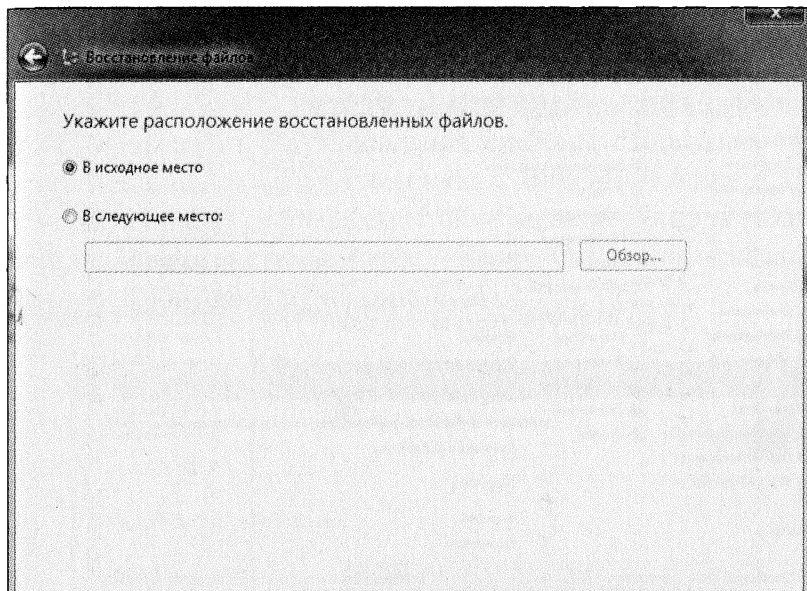 Восстановление файлов
Укажите расположение восстановленных файлов.
В исходное место
В следующее место:
Обзор...